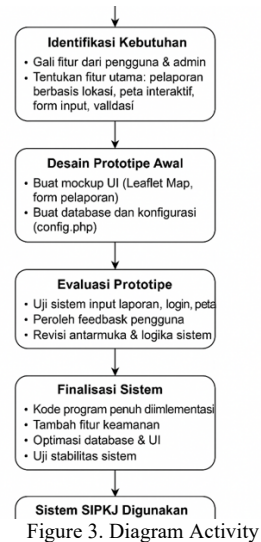 Identifikasi Kebutuhan
• Gali fitur dari pengguna & admin
• Tentukan fitur utama: pelaporan
berbasis lokasi, peta interaktif,
form input, valldasi
Desain Prototipe Awal
• Buat mockup UI (Leaflet Map,
form pelaporan)
• Buat database dan konfigurasi
(config.php)
Evaluasi Prototipe
• Uji sistem input laporan, login, peta
• Peroleh feedbask pengguna
• Revisi antarmuka & logika sistem
Finalisasi Sistem
• Kode program penuh diimlementasi
• Tambah fitur keamanan
• Optimasi database & UI
• Uji stabilitas sistem
Sistem SIPKJ Digunakan
Figure 3. Diagram Activity